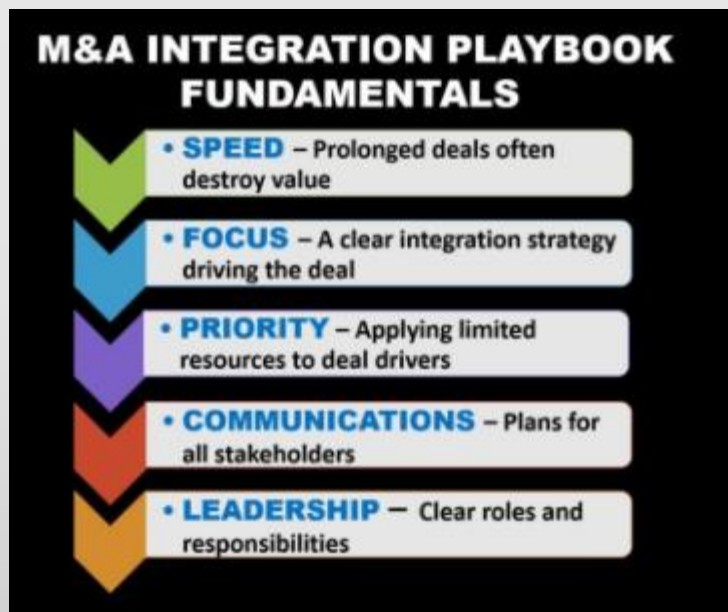 M&A INTEGRATION PLAYBOOK
FUNDAMENTALS
• SPEED – Prolonged deals often
destroy value
• FOCUS – A clear integration strategy
driving the deal
• PRIORITY – Applying limited
resources to deal drivers
• COMMUNICATIONS – Plans for
all stakeholders
• LEADERSHIP – Clear roles and
responsibilities